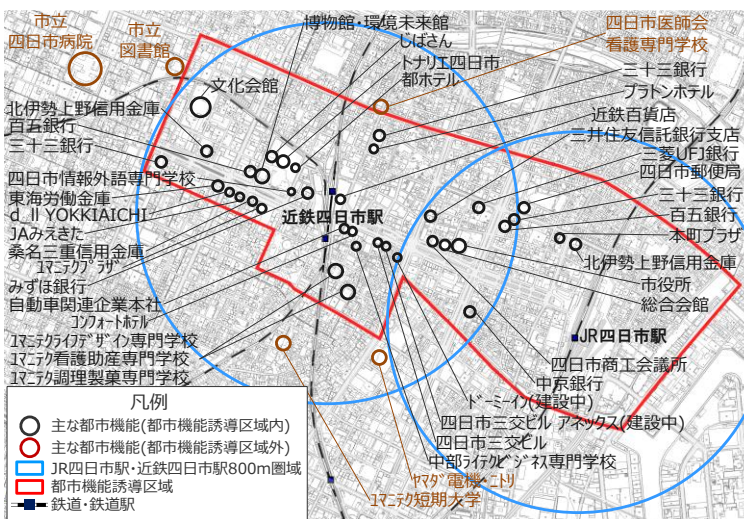 市立
四日市病院
市立
図書館
博物館・環境未来館
じばさん
トナリエ四日市
都ホテル
四日市医師会
看護専門学校
文化会館
三十三銀行
プラトンホテル
近鉄百貨店
三井住友信託銀行支店
三菱UFJ銀行
四日市郵便局
三十三銀行
百五銀行
本町プラザ
北伊勢上野信用金庫
市役所
総合会館
北伊勢上野信用金庫
百五銀行
三十三銀行
四日市情報外語専門学校
東海労働金庫
d_Ⅱ YOKKIAICHI
JAみえきた
桑名三重信用金庫
ユマニテクプラザ
みずほ銀行
自動車関連企業本社
コンフォートホテル
ユマニテクライフデザイン専門学校
ユマニテク看護助産専門学校
ユマニテク調理製菓専門学校
近鉄四日市駅
JR四日市駅
四日市商工会議所
中京銀行
ドーミーイン(建設中)
四日市三交ビル アネックス(建設中)
四日市三交ビル
中部ライテクビジネス専門学校
ヤマダ電機・ニトリ
ユマニテク短期大学
凡例
主な都市機能(都市機能誘導区域内)
主な都市機能(都市機能誘導区域外)
JR四日市駅・近鉄四日市駅800m圏域
都市機能誘導区域
鉄道・鉄道駅